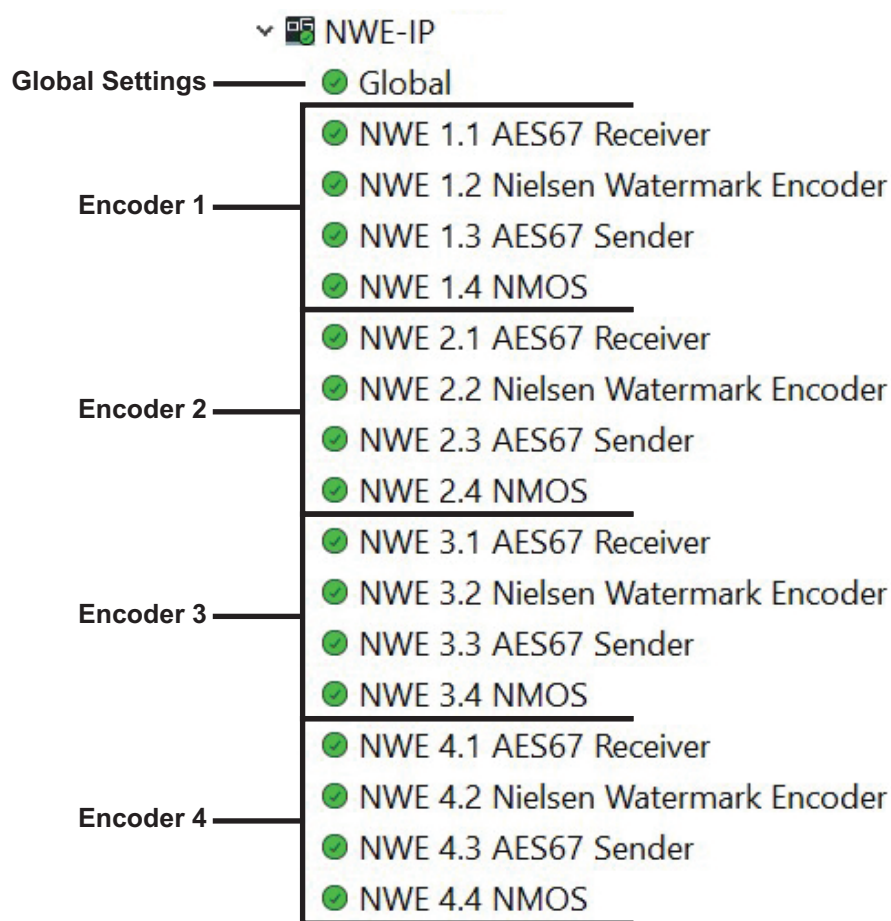 NWE-IP
Global Settings Global
NWE 1.1 AES67 Receiver
NWE 1.2 Nielsen Watermark Encoder
Encoder 1
NWE 1.3 AES67 Sender
NWE 1.4 NMOS
NWE 2.1 AES67 Receiver
NWE 2.2 Nielsen Watermark Encoder
Encoder 2
NWE 2.3 AES67 Sender
NWE 2.4 NMOS
NWE 3.1 AES67 Receiver
NWE 3.2 Nielsen Watermark Encoder
Encoder 3
NWE 3.3 AES67 Sender
NWE 3.4 NMOS
NWE 4.1 AES67 Receiver
NWE 4.2 Nielsen Watermark Encoder
Encoder 4
NWE 4.3 AES67 Sender
NWE 4.4 NMOS